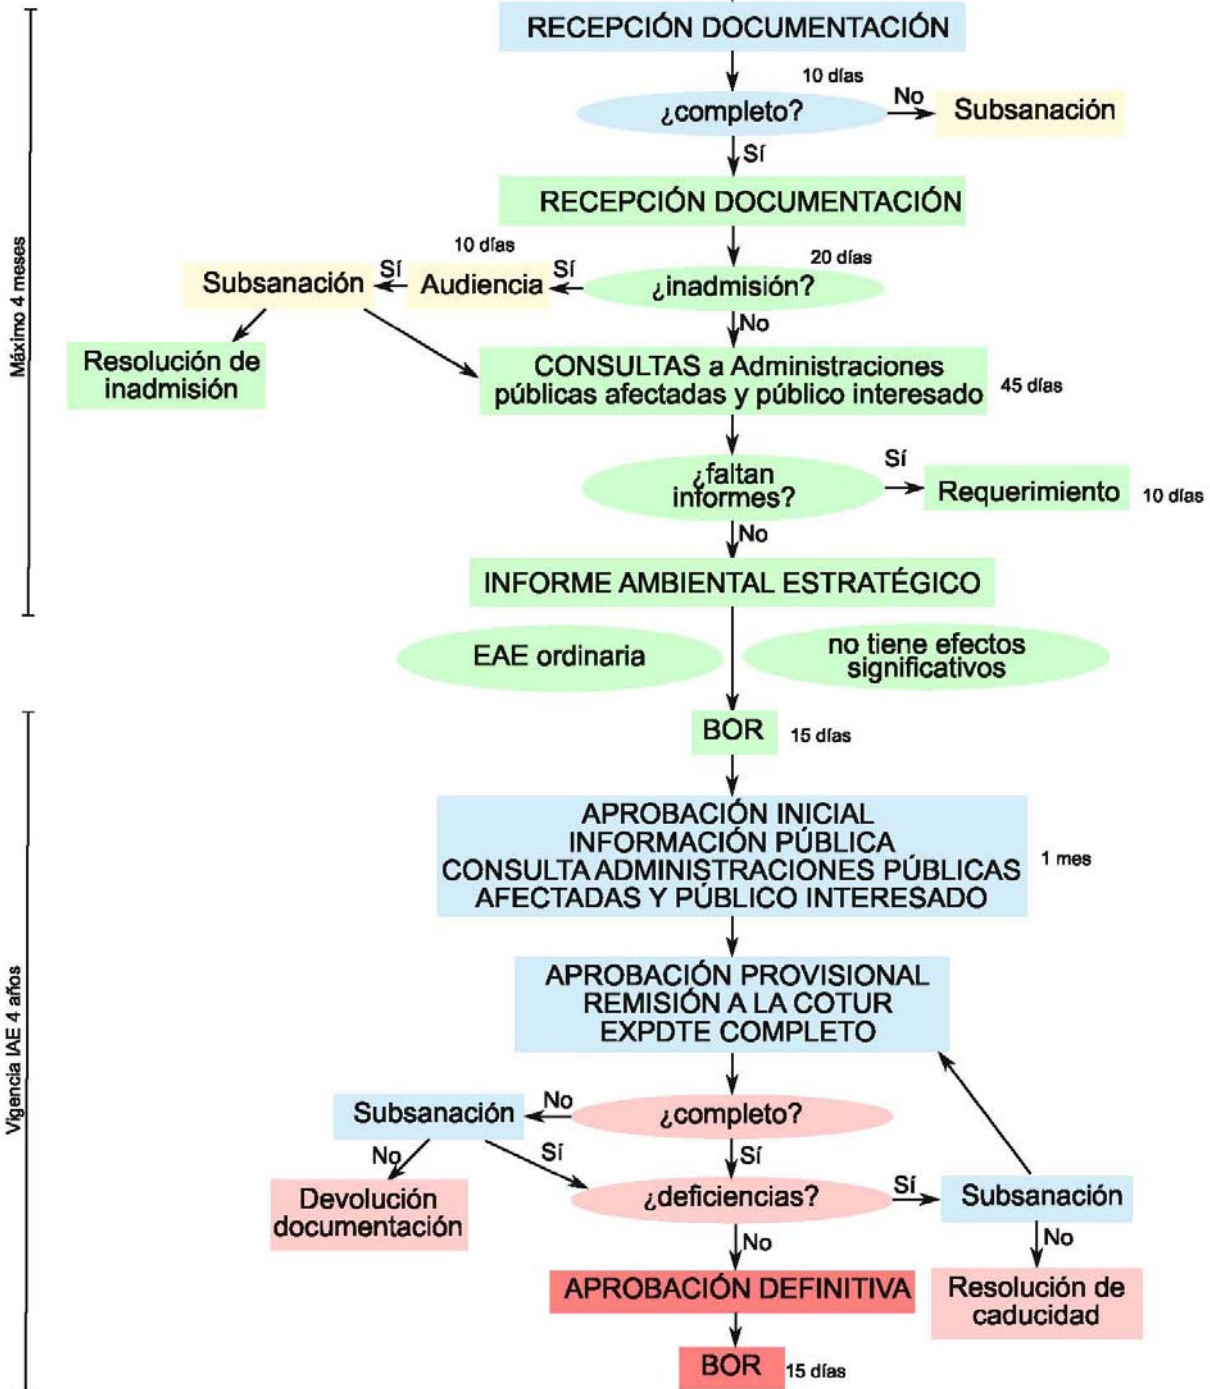 RECEPCIÓN DOCUMENTACIÓN
10 días
¿completo?
No
Subsanación
Sí
RECEPCIÓN DOCUMENTACIÓN
20 días
¿inadmisión?
Sí
10 días
Audiencia
Sí
Subsanación
No
Resolución de
inadmisión
CONSULTAS a Administraciones
públicas afectadas y público interesado
45 días
¿faltan
informes?
Sí
Requerimiento
10 días
No
INFORME AMBIENTAL ESTRATÉGICO
EAE ordinaria
no tiene efectos
significativos
Máximo 4 meses
BOR
15 días
APROBACIÓN INICIAL
INFORMACIÓN PÚBLICA
CONSULTA ADMINISTRACIONES PÚBLICAS
AFECTADAS Y PÚBLICO INTERESADO
1 mes
APROBACIÓN PROVISIONAL
REMISIÓN A LA COTUR
EXPDTE COMPLETO
¿completo?
No
Subsanación
No
Sí
Sí
Devolución
documentación
¿deficiencias?
Sí
Subsanación
No
No
APROBACIÓN DEFINITIVA
Resolución de
caducidad
BOR
15 días
Vigencia IAE 4 años